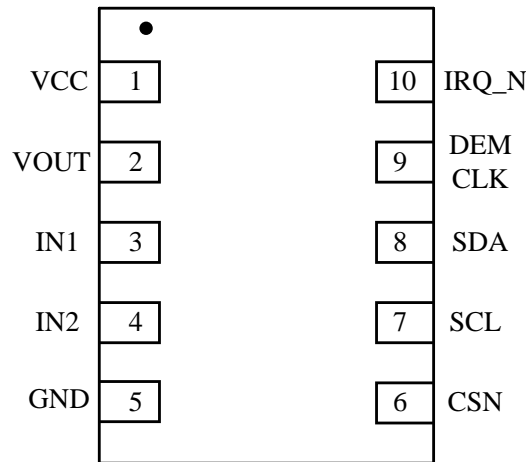 VCC 1 10 IRQ_N
VOUT 2 9 DEM
CLK
IN1 3 8 SDA
IN2 4 7 SCL
GND 5 6 CSN